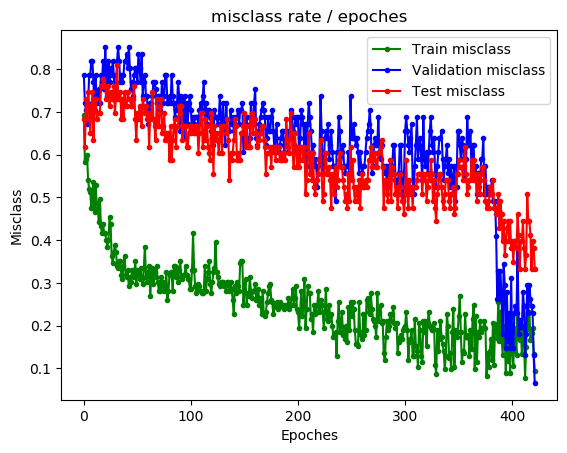 misclass rate / epoches
Train misclass
Validation misclass
Test misclass
Misclass
0.8
0.7
0.6
0.5
0.4
0.3
0.2
0.1
0 100 200 300 400
Epoches